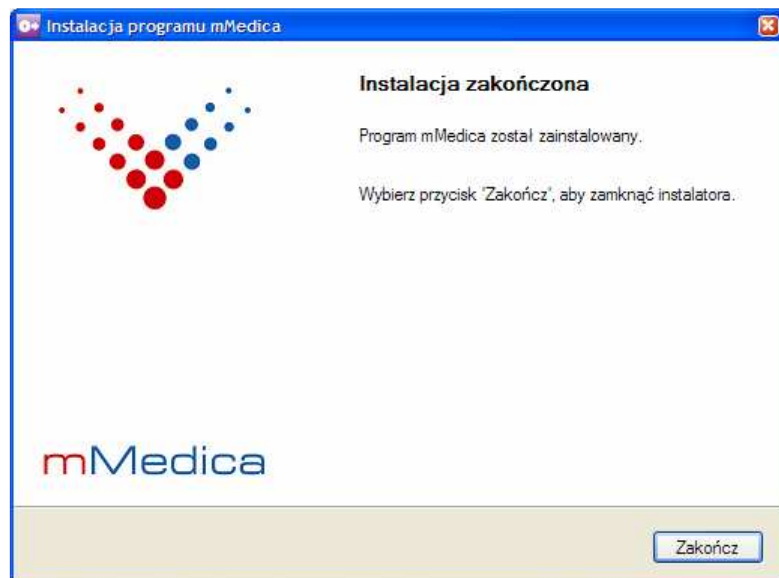 Instalacja programu mMedica
Instalacja zakończona
Program mMedica został zainstalowany.
Wybierz przycisk 'Zakończ', aby zamknąć instalatora.
mMedica
Zakończ